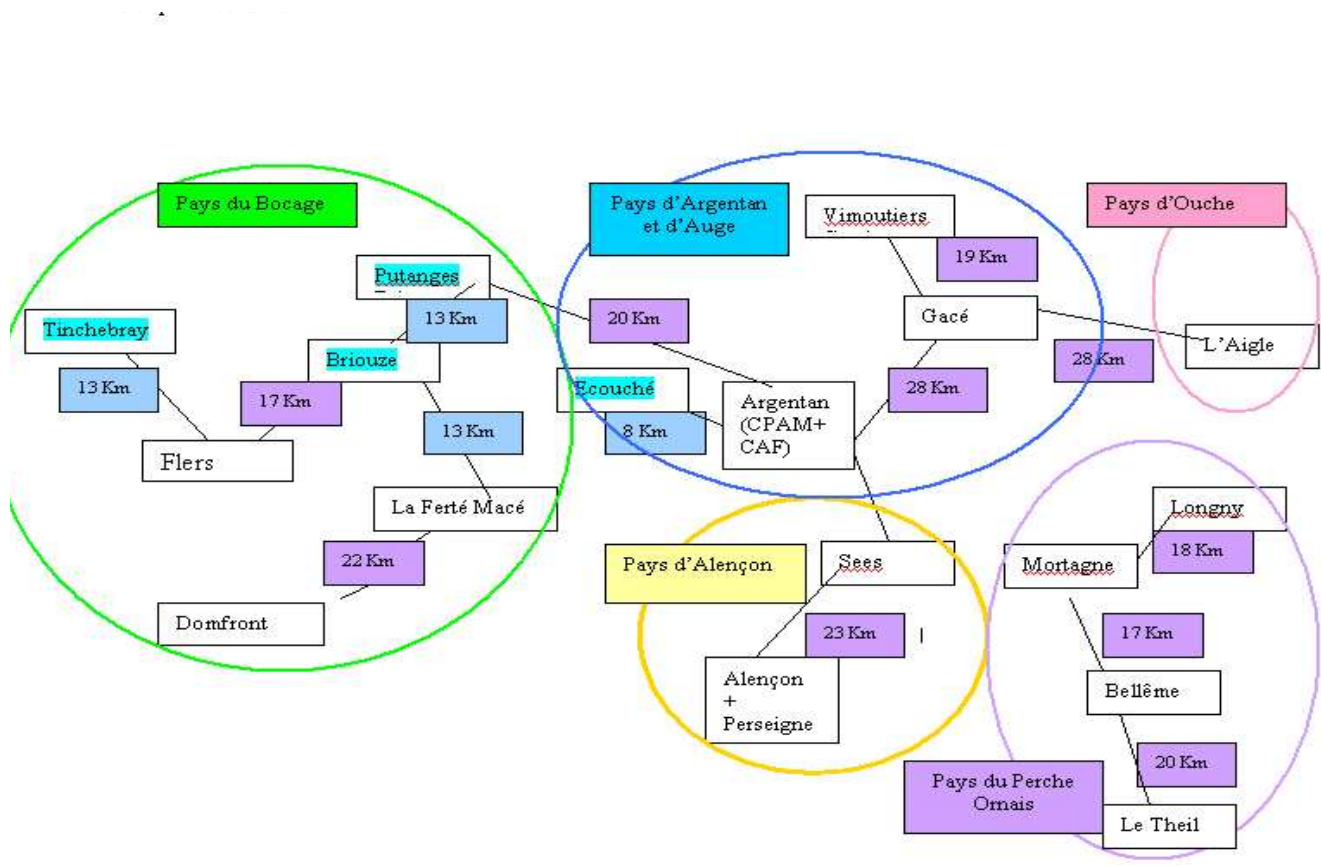 Pays du Bocage
Pays d'Argentan
et d'Auge
Vimoutiers
Pays d'Ouche
19 Km
Putanges
13 Km
20 Km
Gacé
Tinchebray
L'Aigle
Briouze
28 Km
13 Km
17 Km
Ecouché
28 Km
Argentan
(CPAM+
CAF)
13 Km
8 Km
Flers
La Ferté Macé
Longny
18 Km
22 Km
Pays d'Alençon
Sees
Mortagne
Domfront
23 Km
17 Km
Alençon
+
Perseigne
Bellême
20 Km
Pays du Perche
Ornais
Le Theil